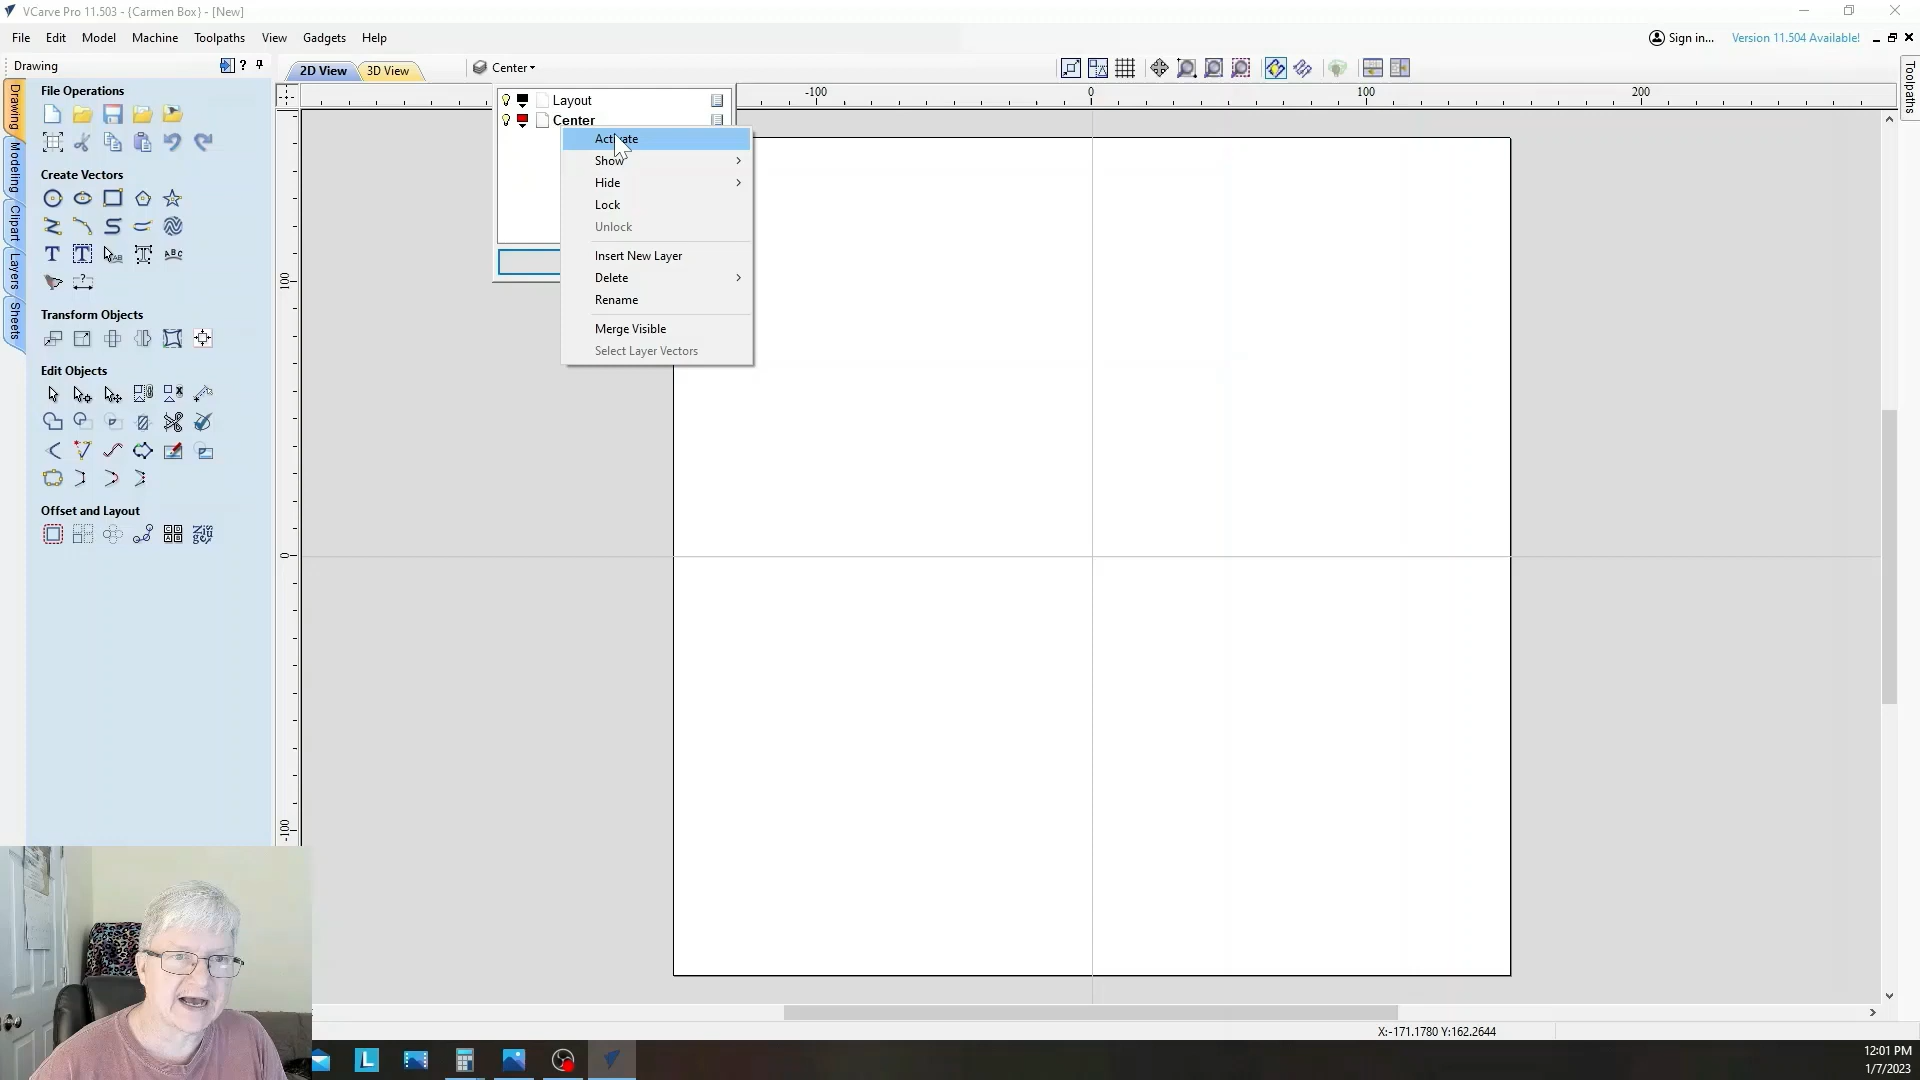 VCarve Pro 11.503 - {Carmen Box} - [New]
File Edit Model Machine Toolpaths View Gadgets Help
Sign in... Version 11.504 Available!
Drawing ?
2D View 3D View Center
File Operations
Create Vectors
Transform Objects
Edit Objects
Offset and Layout
Drawing
Modeling
Clipart
Layers
Sheets
Toolpaths
Layout
Center
Activate
Show
Hide
Lock
Unlock
Insert New Layer
Delete
Rename
Merge Visible
Select Layer Vectors
-100 0 100 200
100
0
-100
X:-171.1780 Y:162.2644
L
12:01 PM
1/7/2023